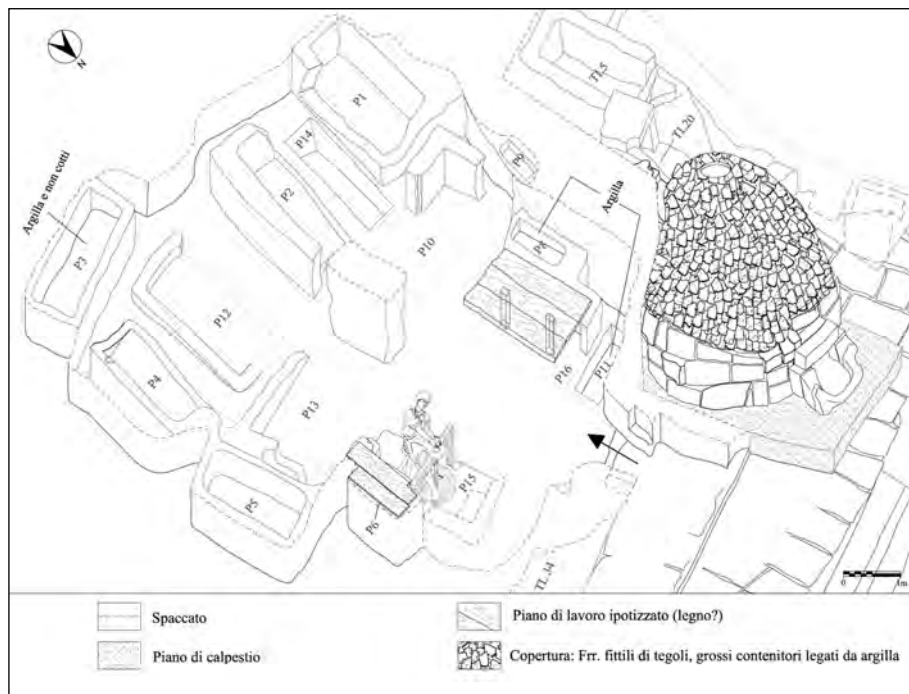 N
P1
TL5
TL20
P14
P9
Argilla
P2
Argilla e non cotti
P3
P8
P10
P12
P4
P16
P11
P13
P15
P5
P6
TL34
0 1m
Spaccato
Piano di lavoro ipotizzato (legno?)
Piano di calpestio
Copertura: Frr. fittili di tegoli, grossi contenitori legati da argilla